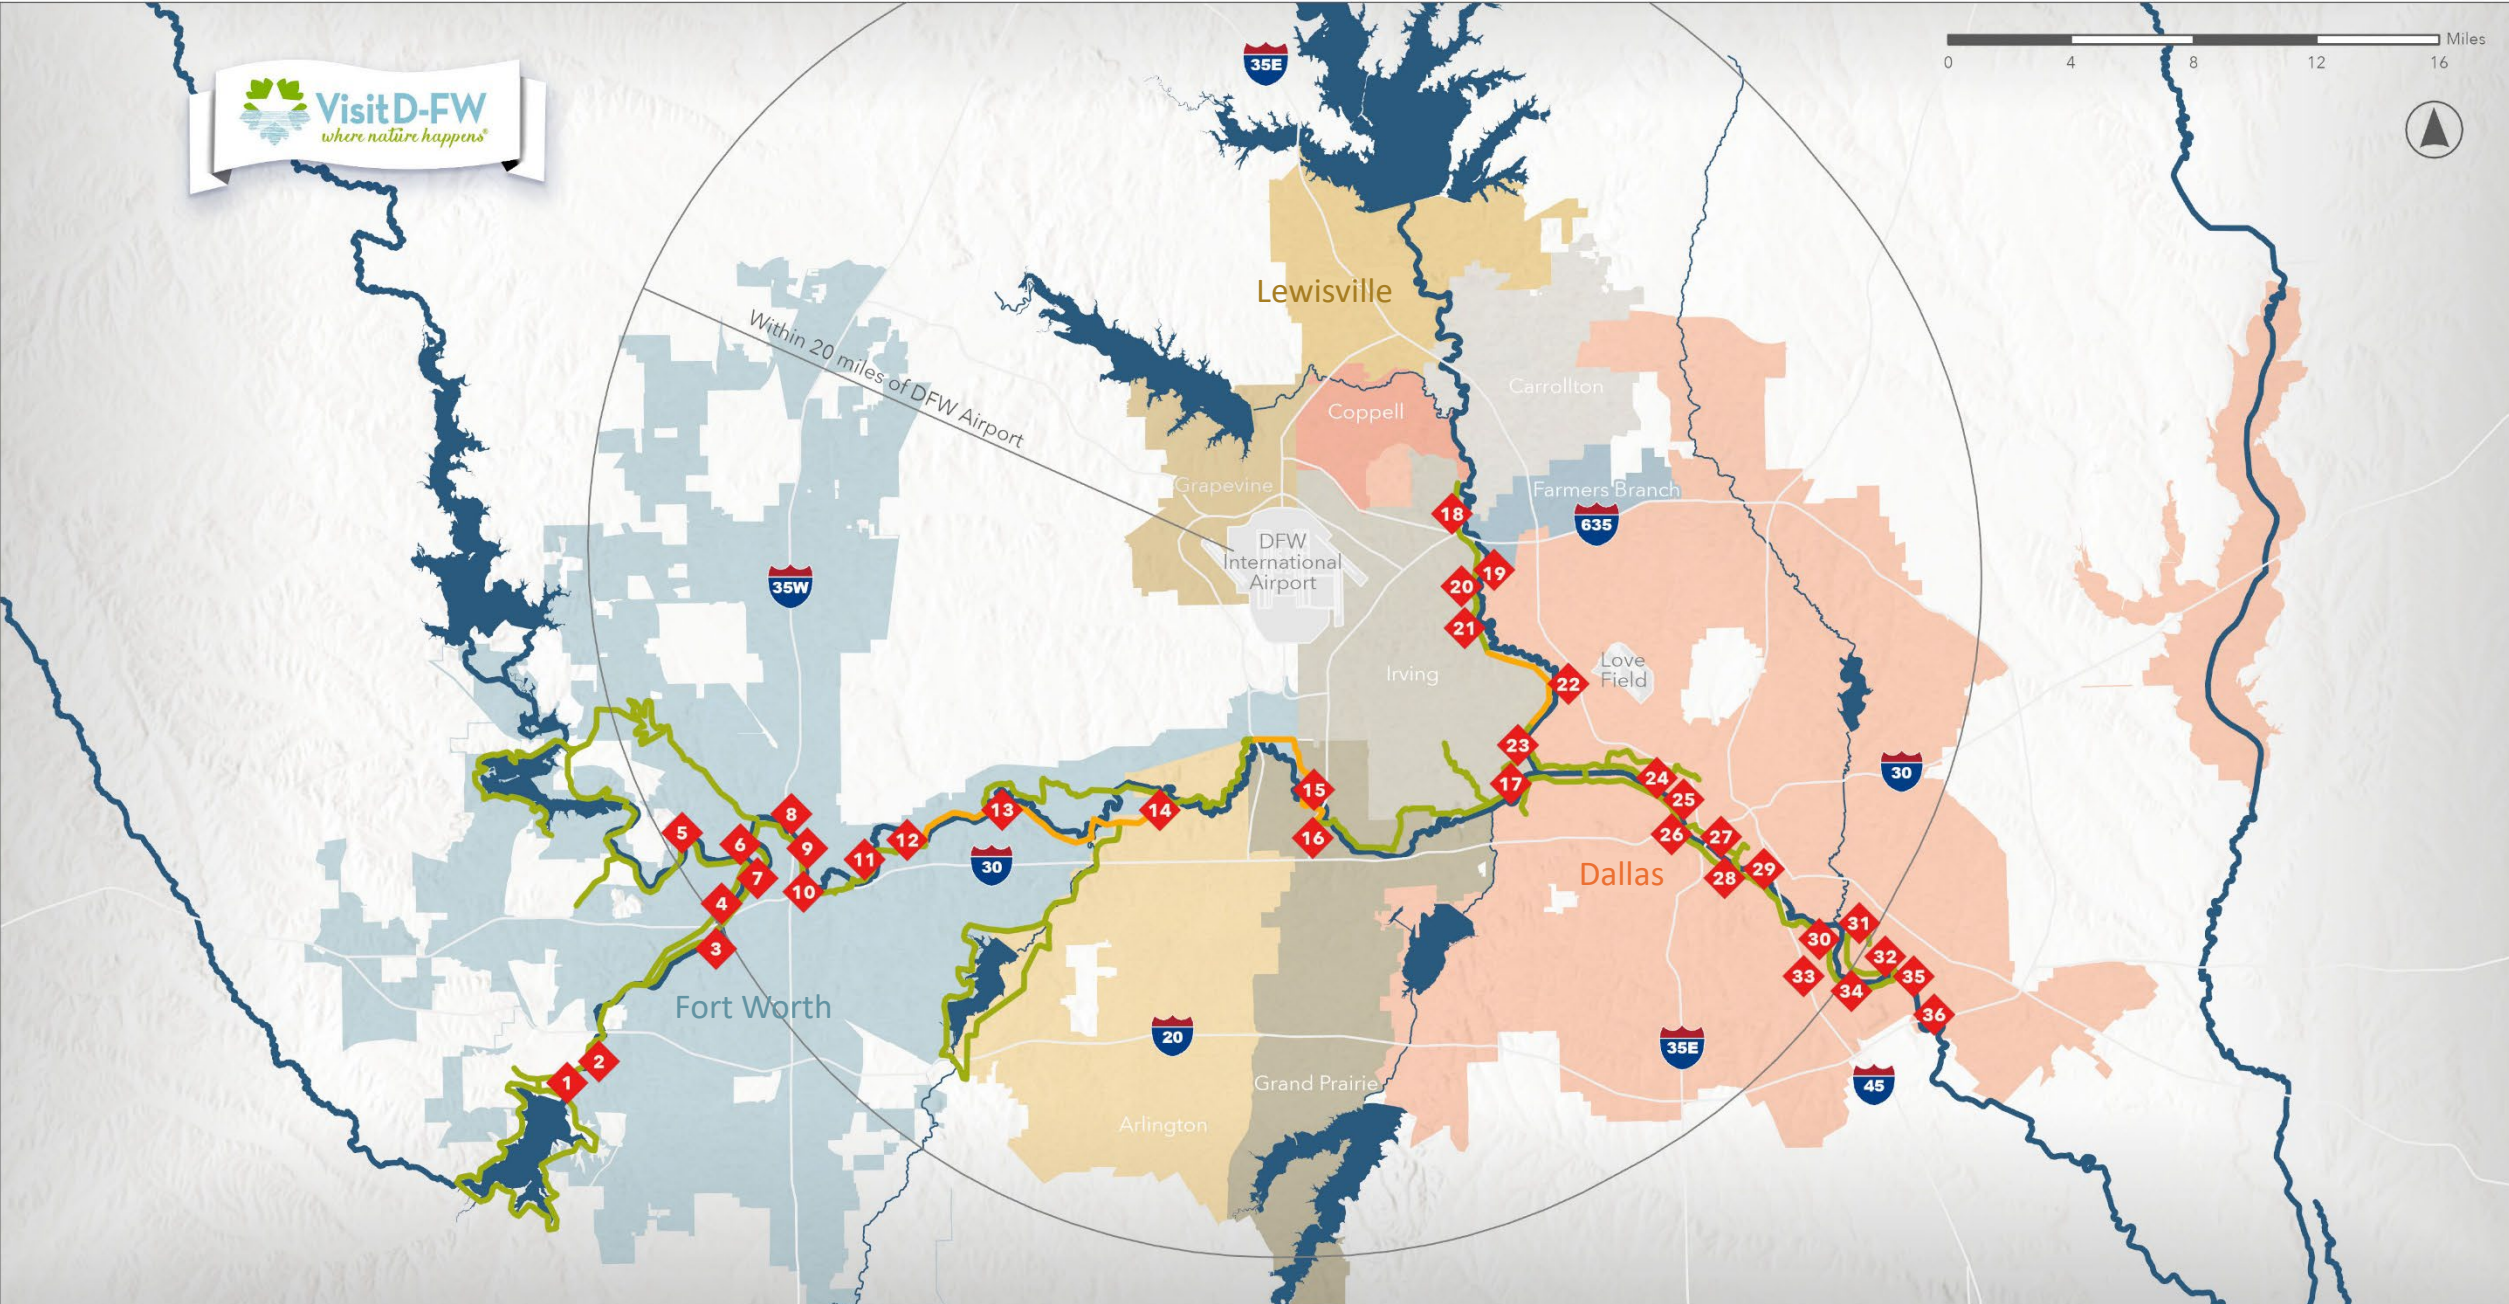 35E
Miles
0 4 8 12 16
Visit D-FW
where nature happens®
Lewisville
Within 20 miles of DFW Airport
Carrollton
Coppell
Grapevine
Farmers Branch
18
635
DFW
International
Airport
19
20
35W
21
Irving
Love
Field
22
23
24
30
17
15
25
8
13
14
5
16
26
27
6
9
12
11
30
7
10
Dallas
28
29
4
31
3
30
32
33
35
34
Fort Worth
36
20
35E
2
1
Grand Prairie
45
Arlington